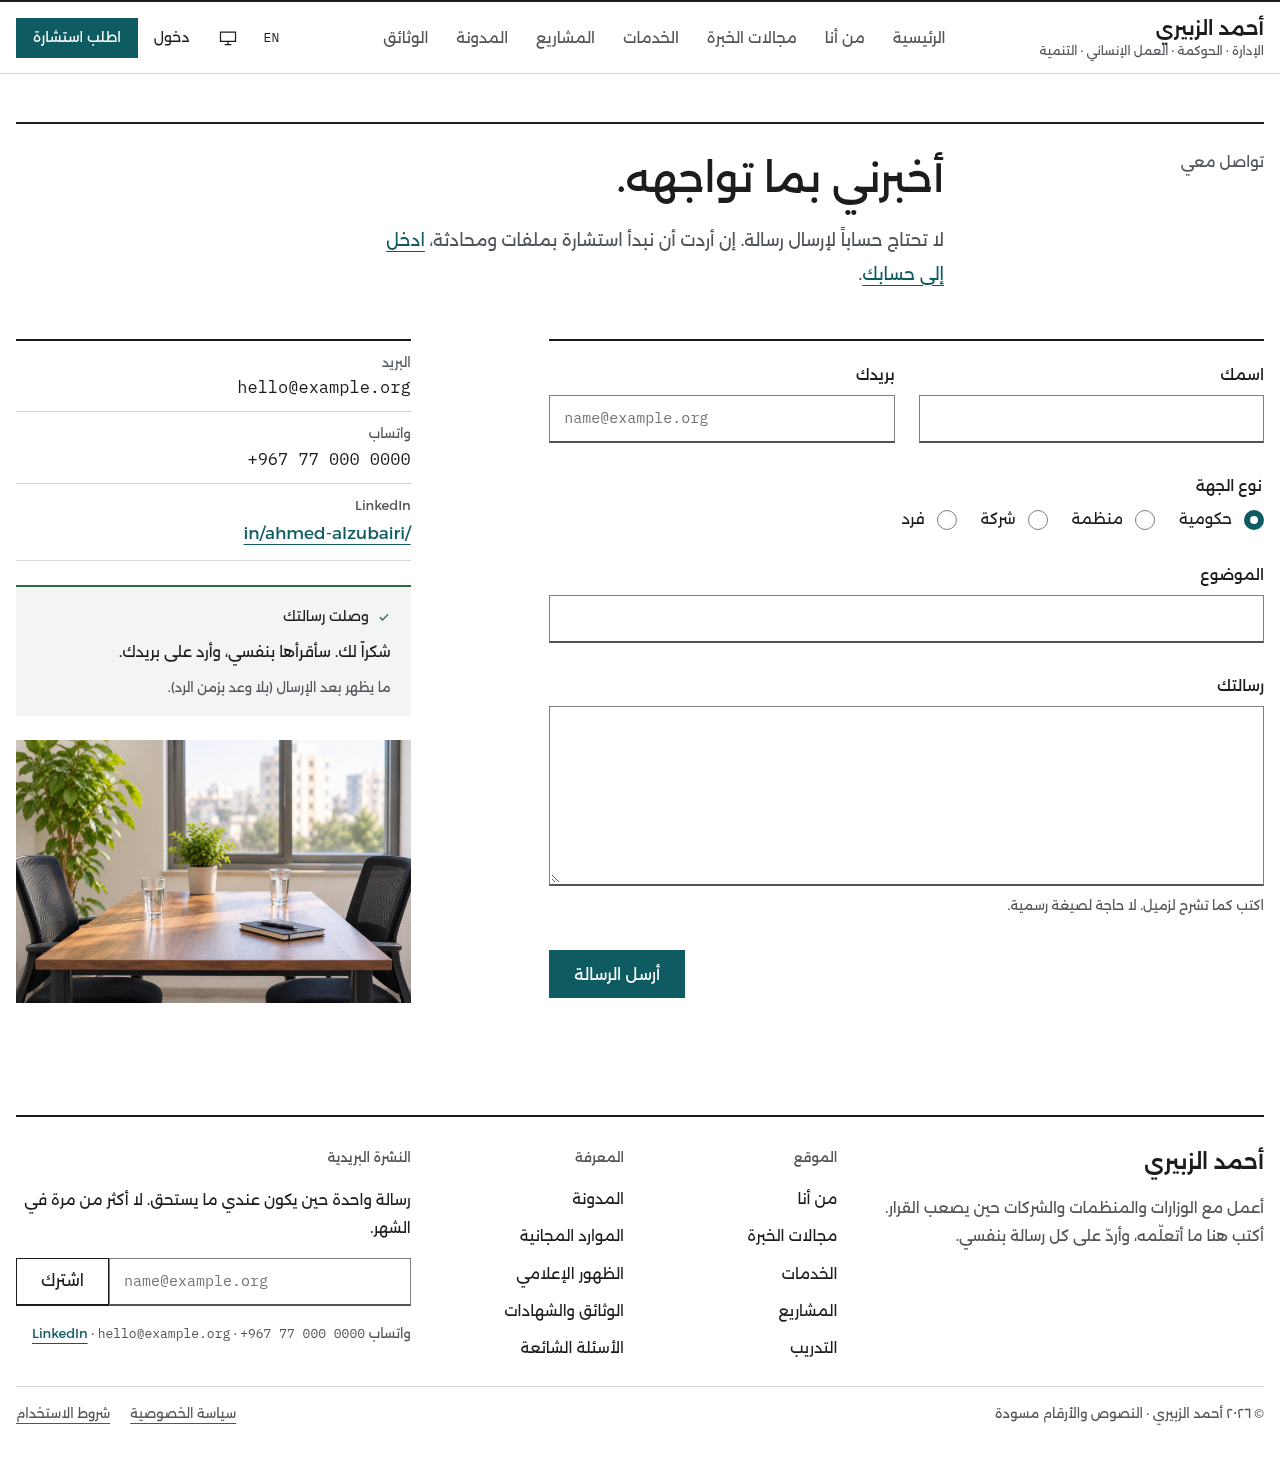 أحمد الزبيري
الإدارة · الحوكمة · العمل الإنساني · التنمية
الرئيسية
من أنا
مجالات الخبرة
الخدمات
المشاريع
المدونة
الوثائق
EN
دخول
اطلب استشارة
تواصل معي
أخبرني بما تواجهه.
لا تحتاج حساباً لإرسال رسالة. إن أردت أن نبدأ استشارة بملفات ومحادثة، ادخل
إلى حسابك.
اسمك
بريدك
name@example.org
نوع الجهة
حكومية
منظمة
شركة
فرد
الموضوع
رسالتك
اكتب كما تشرح لزميل. لا حاجة لصيغة رسمية.
أرسل الرسالة
البريد
hello@example.org
واتساب
+967 77 000 0000
LinkedIn
in/ahmed-alzubairi/
وصلت رسالتك
شكراً لك. سأقرأها بنفسي، وأرد على بريدك.
ما يظهر بعد الإرسال (بلا وعد بزمن الرد).
أحمد الزبيري
أعمل مع الوزارات والمنظمات والشركات حين يصعب القرار.
أكتب هنا ما أتعلّمه، وأردّ على كل رسالة بنفسي.
الموقع
من أنا
مجالات الخبرة
الخدمات
المشاريع
التدريب
المعرفة
المدونة
الموارد المجانية
الظهور الإعلامي
الوثائق والشهادات
الأسئلة الشائعة
النشرة البريدية
رسالة واحدة حين يكون عندي ما يستحق. لا أكثر من مرة في
الشهر.
name@example.org
اشترك
واتساب +967 77 000 0000 · hello@example.org · LinkedIn
© ٢٠٢٦ أحمد الزبيري · النصوص والأرقام مسودة
سياسة الخصوصية
شروط الاستخدام